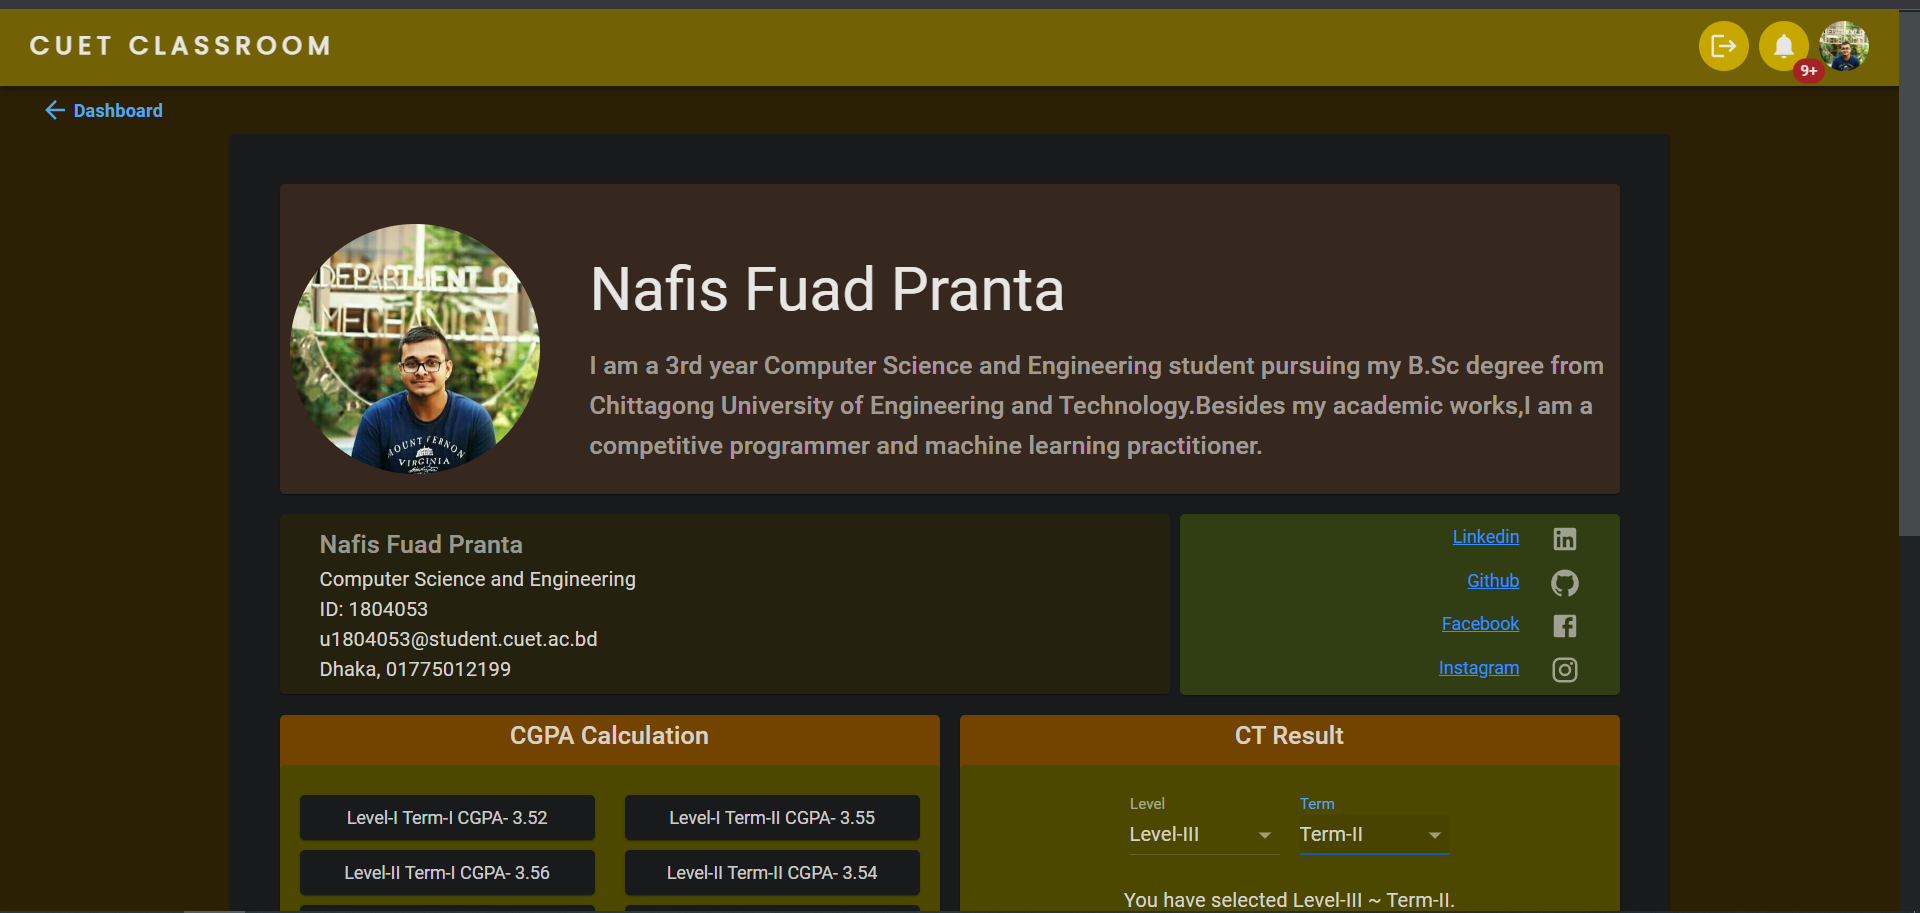 CUET CLASSROOM
9+
Dashboard
DEPARTMENT O
MECHANICAL
MOUNT VERNON
VIRGINIA
Nafis Fuad Pranta
I am a 3rd year Computer Science and Engineering student pursuing my B.Sc degree from
Chittagong University of Engineering and Technology.Besides my academic works,I am a
competitive programmer and machine learning practitioner.
Nafis Fuad Pranta
Computer Science and Engineering
ID: 1804053
u1804053@student.cuet.ac.bd
Dhaka, 01775012199
Linkedin
Github
Facebook
Instagram
CGPA Calculation
Level-I Term-I CGPA- 3.52
Level-I Term-II CGPA- 3.55
Level-II Term-I CGPA- 3.56
Level-II Term-II CGPA- 3.54
CT Result
Level
Term
Level-III
Term-II
You have selected Level-III ~ Term-II.